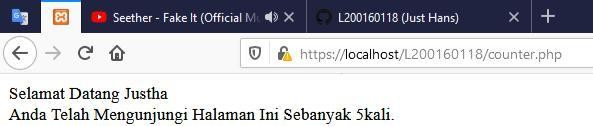 Seether - Fake It (Official Mu
L200160118 (Just Hans)
https://localhost/L200160118/counter.php
Selamat Datang Justha
Anda Telah Mengunjungi Halaman Ini Sebanyak 5kali.